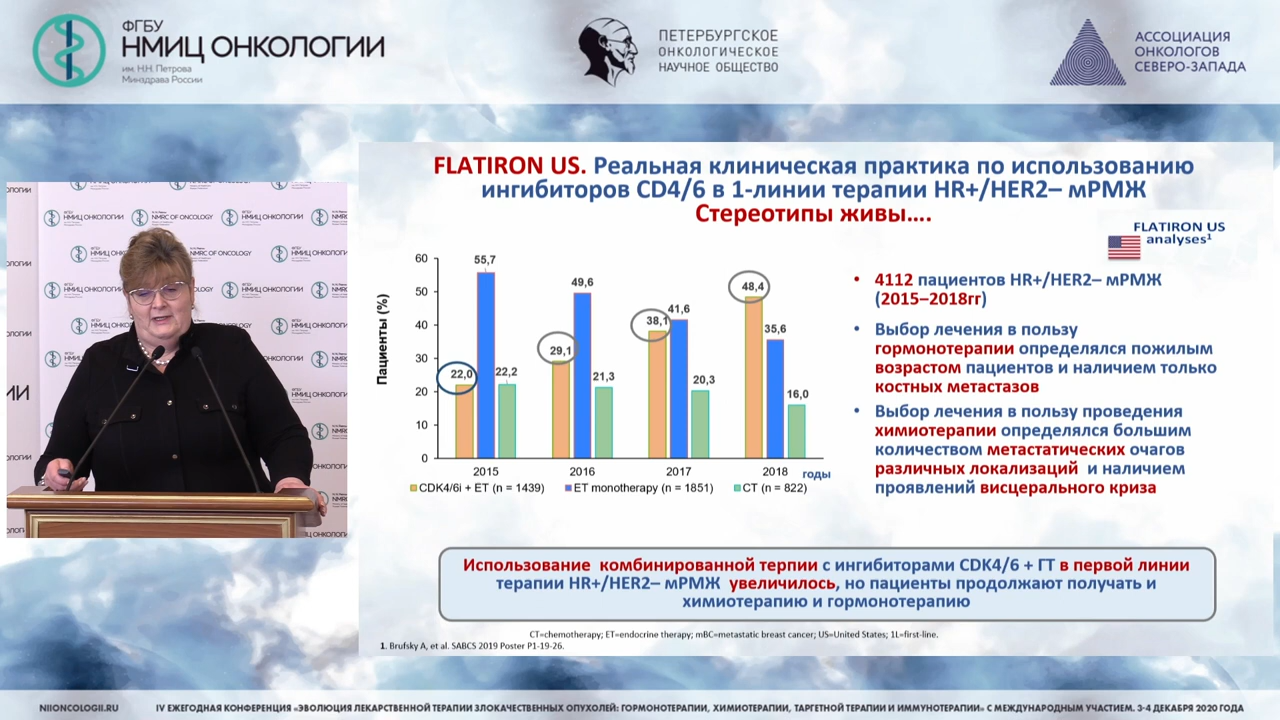 ФГБУ
НМИЦ ОНКОЛОГИИ
им. Н.Н. Петрова
Минздрава России
ПЕТЕРБУРГСКОЕ
ОНКОЛОГИЧЕСКОЕ
НАУЧНОЕ ОБЩЕСТВО
АССОЦИАЦИЯ
ОНКОЛОГОВ
СЕВЕРО-ЗАПАДА
FLATIRON US. Реальная клиническая практика по использованию
ингибиторов CD4/6 в 1-линии терапии HR+/HER2– мРМЖ
Стереотипы живы….
FLATIRON US
analyses1
Пациенты (%)
60
50
40
30
20
10
0
22,0
55,7
22,2
29,1
49,6
21,3
38,1
41,6
20,3
48,4
35,6
16,0
2015
2016
2017
2018
годы
CDK4/6i + ET (n = 1439)
ET monotherapy (n = 1851)
CT (n = 822)
• 4112 пациентов HR+/HER2– мРМЖ
(2015–2018гг)
• Выбор лечения в пользу
гормонотерапии определялся пожилым
возрастом пациентов и наличием только
костных метастазов
• Выбор лечения в пользу проведения
химиотерапии определялся большим
количеством метастатических очагов
различных локализаций и наличием
проявлений висцерального криза
Использование комбинированной терпии с ингибиторами CDK4/6 + ГТ в первой линии
терапии HR+/HER2– мРМЖ увеличилось, но пациенты продолжают получать и
химиотерапию и гормонотерапию
CT=chemotherapy; ET=endocrine therapy; mBC=metastatic breast cancer; US=United States; 1L=first-line.
1. Brufsky A, et al. SABCS 2019 Poster P1-19-26.
НМИЦ ОНКОЛОГИИ
NMRC OF ONCOLOGY
NIIONCOLOGII.RU
IV ЕЖЕГОДНАЯ КОНФЕРЕНЦИЯ «ЭВОЛЮЦИЯ ЛЕКАРСТВЕННОЙ ТЕРАПИИ ЗЛОКАЧЕСТВЕННЫХ ОПУХОЛЕЙ: ГОРМОНОТЕРАПИИ, ХИМИОТЕРАПИИ, ТАРГЕТНОЙ ТЕРАПИИ И ИММУНОТЕРАПИИ» С МЕЖДУНАРОДНЫМ УЧАСТИЕМ. 3-4 ДЕКАБРЯ 2020 ГОДА